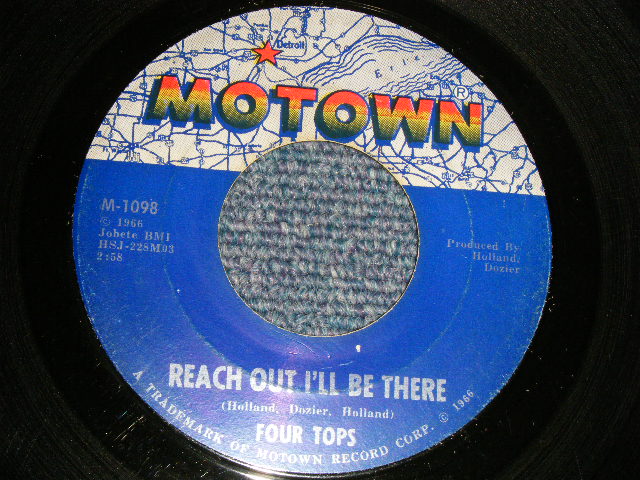 Detroit
Erie
MOTOWN®
M-1098
© 1966
Jobete BMI
HSJ-228M03
2:58
Produced By
Holland,
Dozier
REACH OUT I'LL BE THERE
(Holland, Dozier, Holland)
FOUR TOPS
A TRADEMARK OF MOTOWN RECORD CORP. © 1966